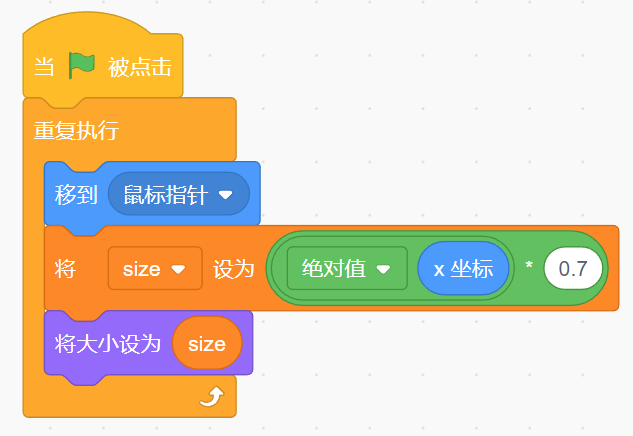 当 被点击
重复执行
移到 鼠标指针
将 size 设为 绝对值 x 坐标 * 0.7
将大小设为 size